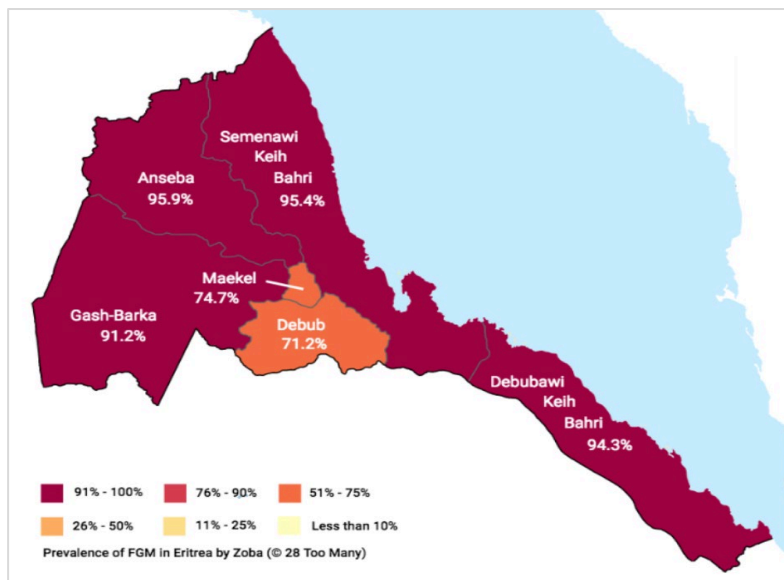 Semenawi
Keih
Bahri
95.4%
Anseba
95.9%
Maekel
74.7%
Gash-Barka
91.2%
Debub
71.2%
Debubawi
Keih
Bahri
94.3%
91% - 100%
76% - 90%
51% - 75%
26% - 50%
11% - 25%
Less than 10%
Prevalence of FGM in Eritrea by Zoba (© 28 Too Many)